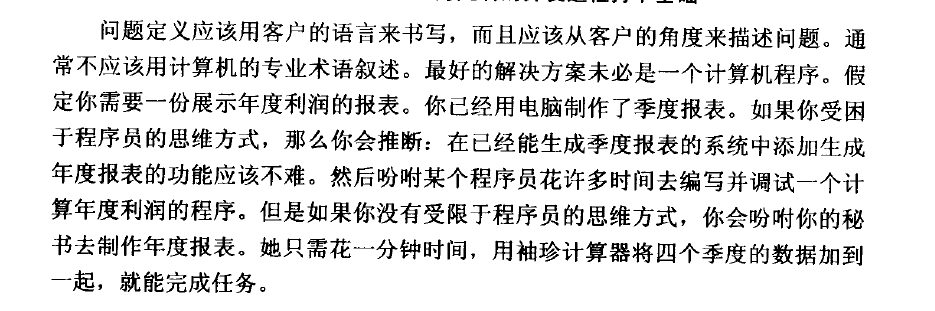 问题定义应该用客户的语言来书写，而且应该从客户的角度来描述问题。通
常不应该用计算机的专业术语叙述。最好的解决方案未必是一个计算机程序。假
定你需要一份展示年度利润的报表。你已经用电脑制作了季度报表。如果你受困
于程序员的思维方式，那么你会推断：在已经能生成季度报表的系统中添加生成
年度报表的功能应该不难。然后吩咐某个程序员花许多时间去编写并调试一个计
算年度利润的程序。但是如果你没有受限于程序员的思维方式，你会吩咐你的秘
书去制作年度报表。她只需花一分钟时间，用袖珍计算器将四个季度的数据加到
一起，就能完成任务。